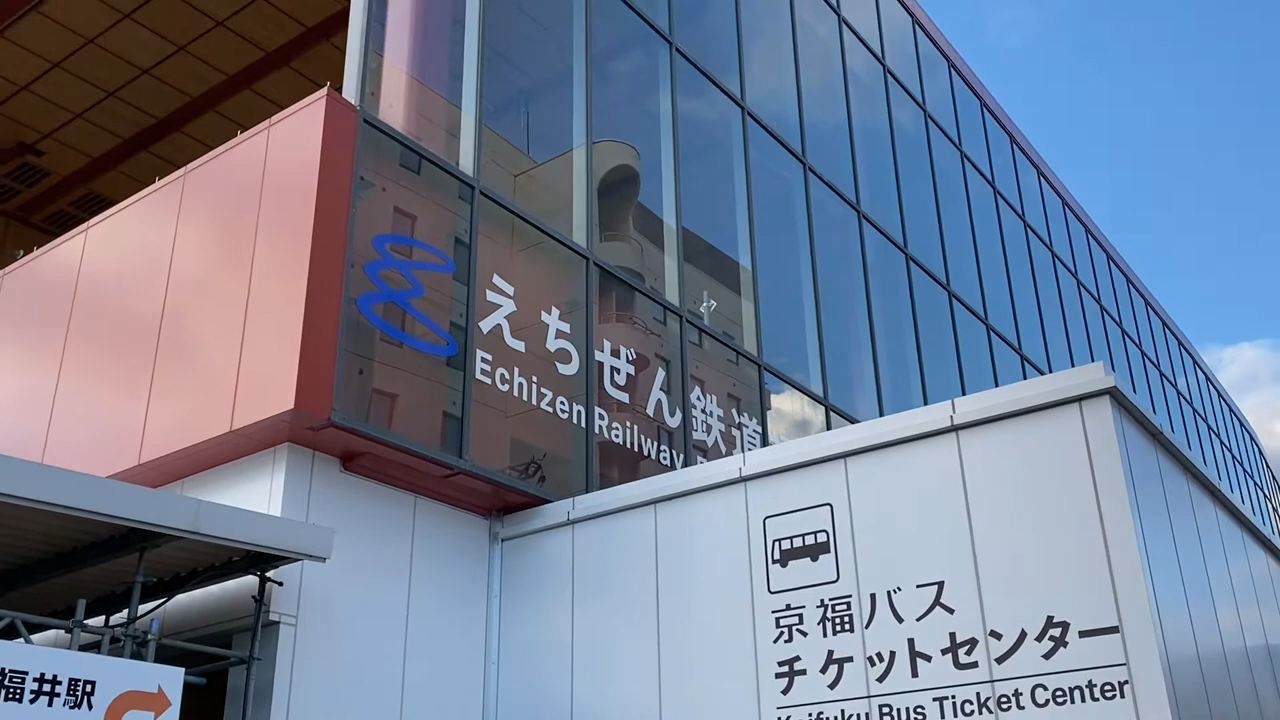 えちぜん鉄道
Echizen Railway
京福バス
チケットセンター
Keifuku Bus Ticket Center
福井駅